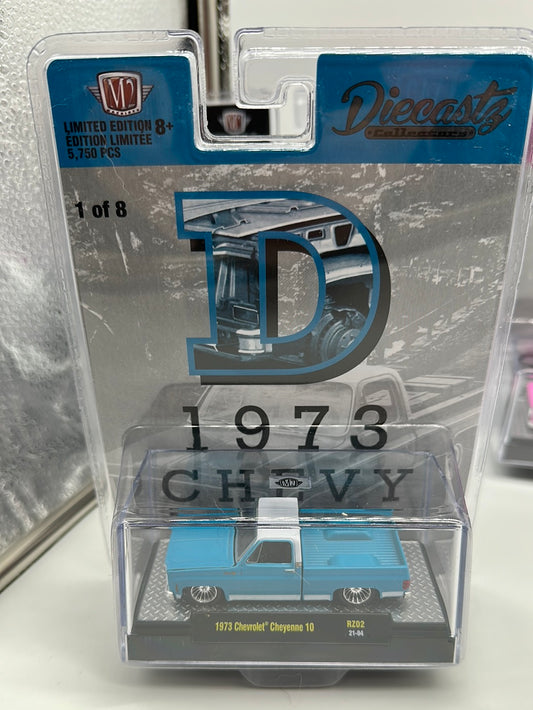 M2
MACHINES
LIMITED EDITION 8+
ÉDITION LIMITÉE
5,750 PCS
Diecastz
Collectors
1 of 8
D
1973
CHEVY
1973 Chevrolet® Cheyenne 10
RZ02
21-04